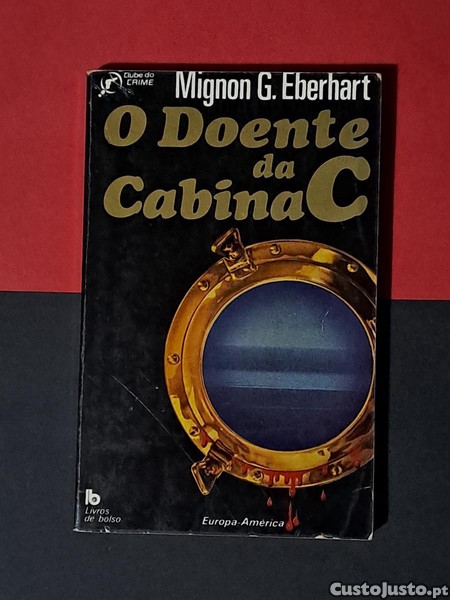 Clube do
CRIME
Mignon G. Eberhart
O Doente
da
Cabina C
lb
Livros
de bolso
Europa-América
CustoJusto.pt